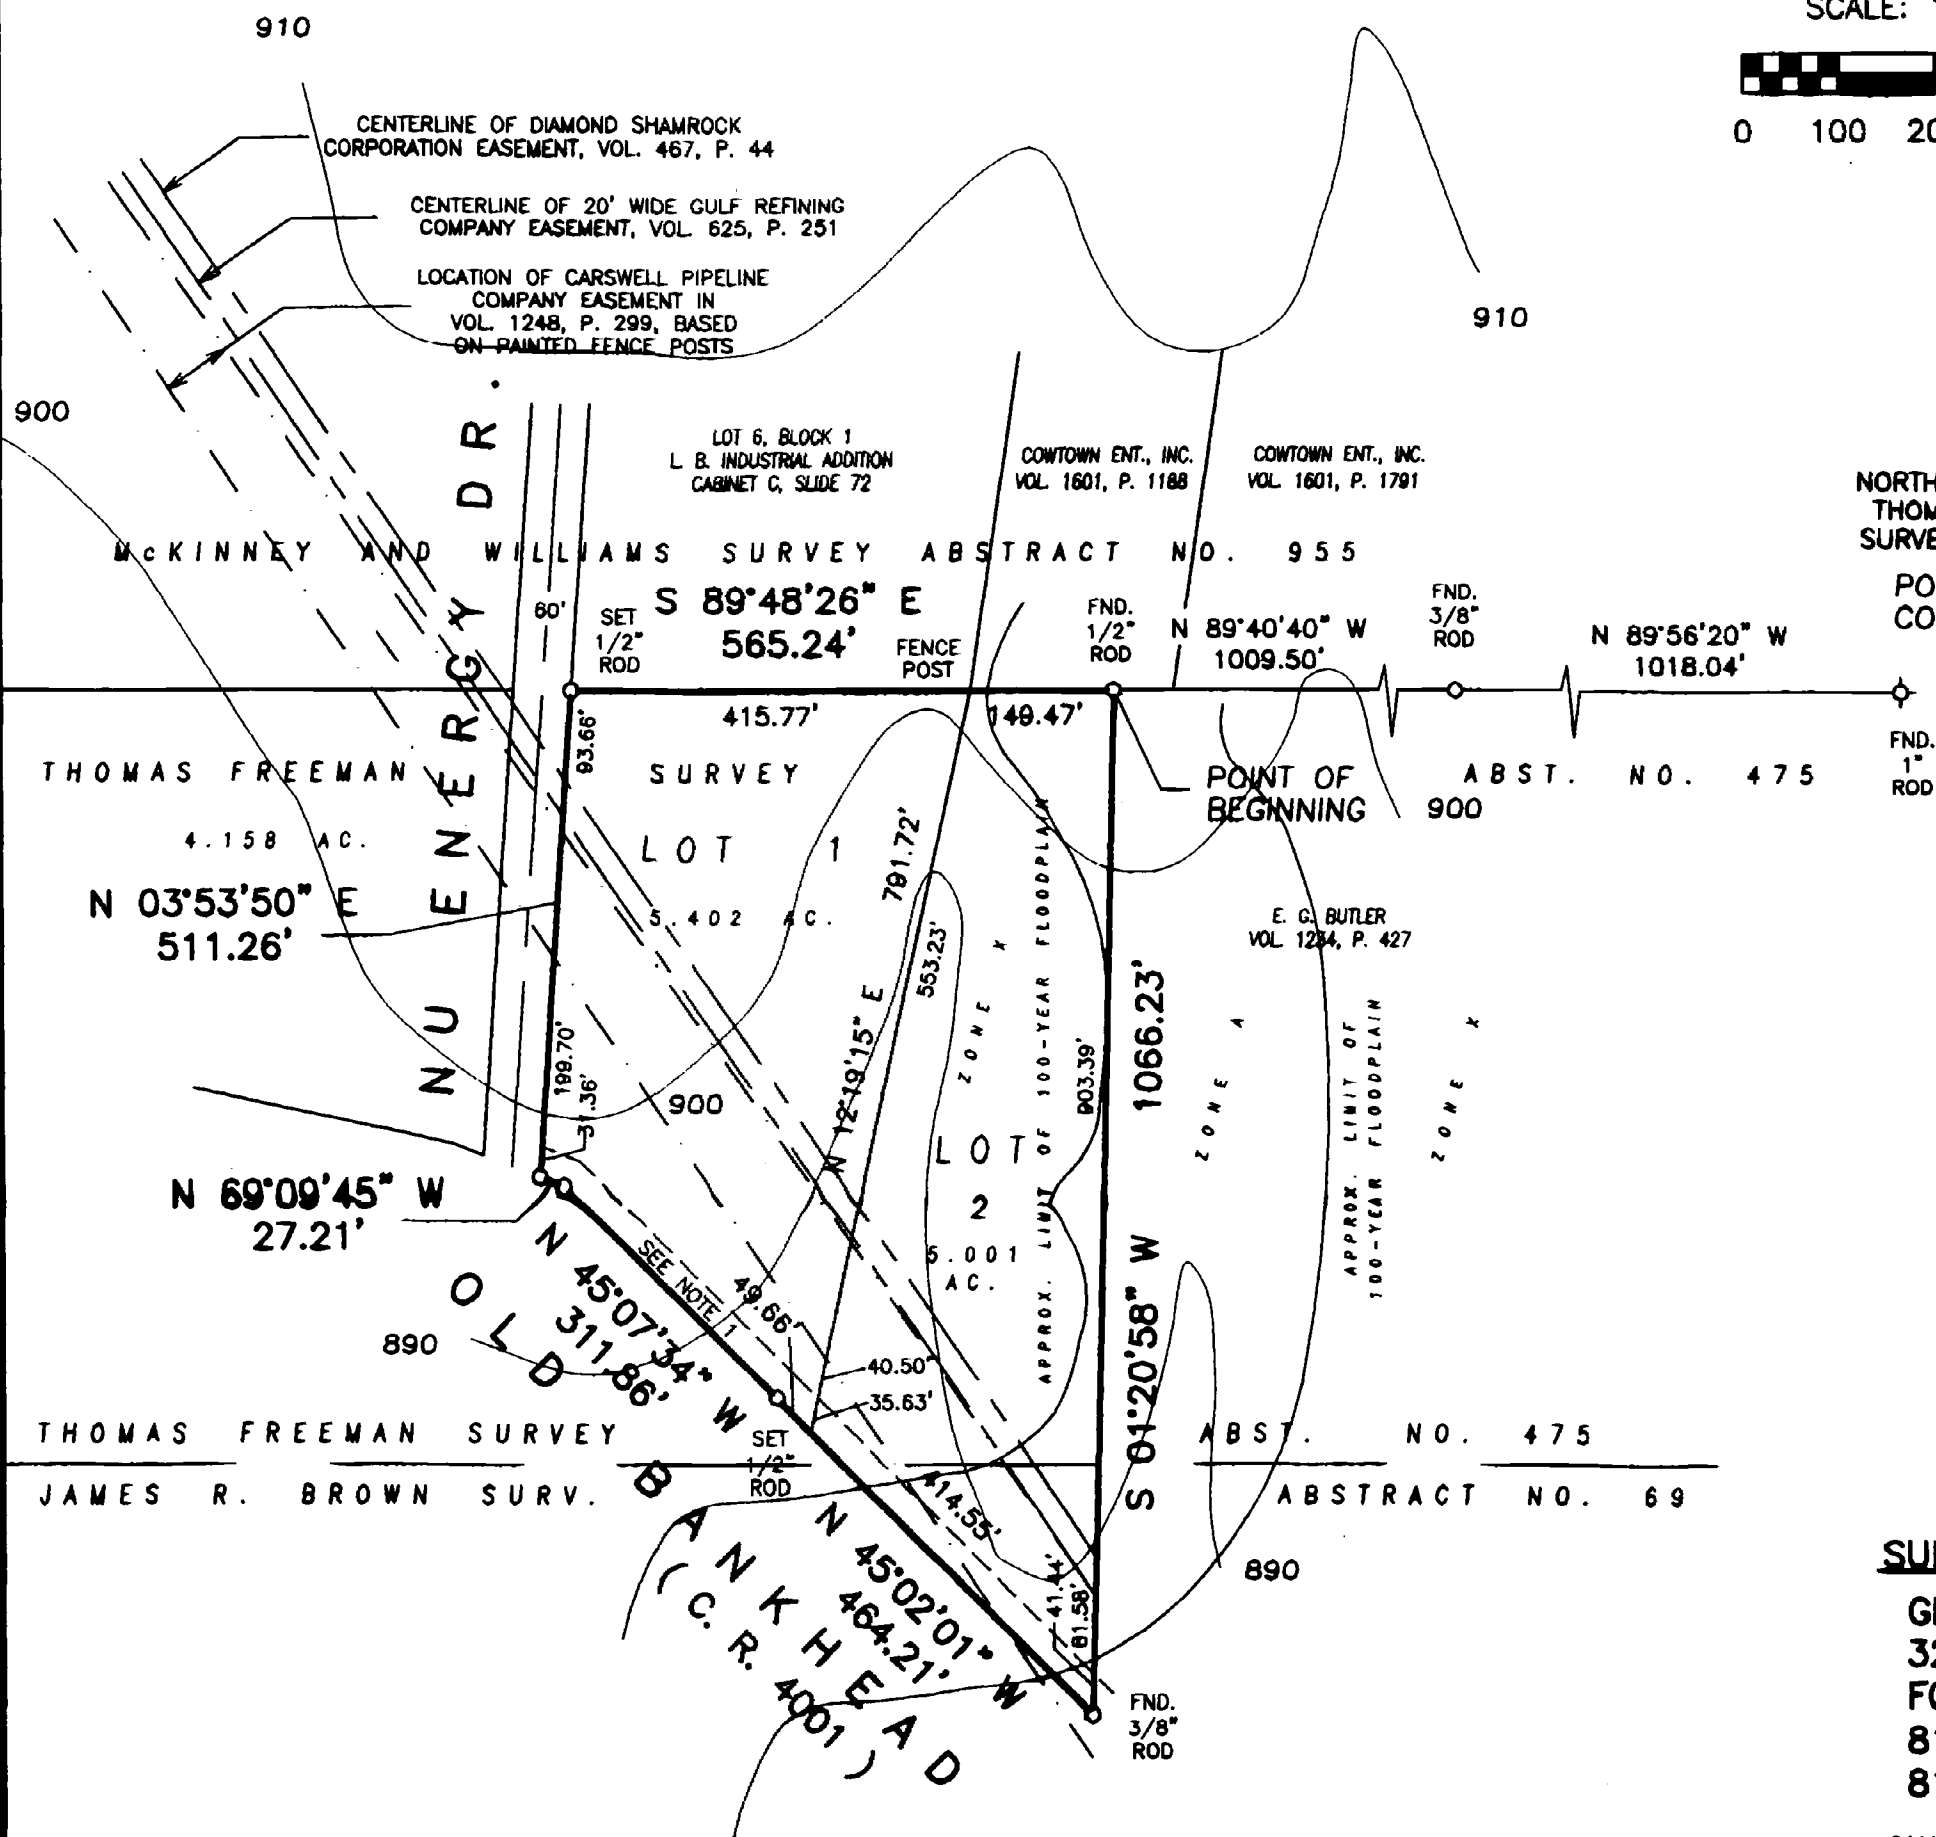 910
SCALE:
0 100
CENTERLINE OF DIAMOND SHAMROCK
CORPORATION EASEMENT, VOL. 467, P. 44
CENTERLINE OF 20' WIDE GULF REFINING
COMPANY EASEMENT, VOL. 625, P. 251
LOCATION OF CARSWELL PIPELINE
COMPANY EASEMENT IN
VOL. 1248, P. 299, BASED
ON PAINTED FENCE POSTS
910
900
LOT 6, BLOCK 1
L. B. INDUSTRIAL ADDITION
CABINET C, SLIDE 72
COWTOWN ENT., INC.
VOL. 1601, P. 1188
COWTOWN ENT., INC.
VOL. 1601, P. 1791
McKINNEY AND WILLIAMS SURVEY ABSTRACT NO. 955
NU ENERGY DR.
60'
SET
1/2"
ROD
S 89°48'26" E
565.24'
FENCE
POST
FND.
1/2"
ROD
N 89°40'40" W
1009.50'
FND.
3/8"
ROD
N 89°56'20" W
1018.04'
FND.
1"
ROD
93.66'
415.77'
149.47'
THOMAS FREEMAN SURVEY ABST. NO. 475
POINT OF
BEGINNING
900
4.158 AC.
LOT 1
5.402 AC.
N 03°53'50" E
511.26'
791.72'
553.23'
N 12°19'15" E
ZONE X
APPROX. LIMIT OF 100-YEAR FLOODPLAIN
903.39'
1066.23'
S 01°20'58" W
E. G. BUTLER
VOL. 1234, P. 427
ZONE A
APPROX. LIMIT OF
100-YEAR FLOODPLAIN
ZONE X
199.70'
31.36'
900
LOT
2
5.001
AC.
N 69°09'45" W
27.21'
N 45°07'34" W
311.86'
SEE NOTE 1
49.66'
40.50'
35.63'
890
OLD BANKHEAD
( C. R. 4001 )
THOMAS FREEMAN SURVEY ABST. NO. 475
JAMES R. BROWN SURV. ABSTRACT NO. 69
SET
1/2"
ROD
414.55'
N 45°02'01" W
464.21'
41.44'
81.58'
890
FND.
3/8"
ROD